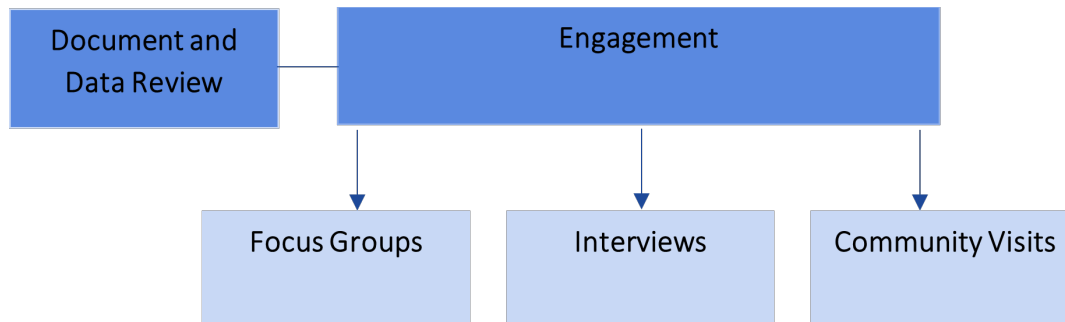 Document and
Data Review
Engagement
Focus Groups
Interviews
Community Visits